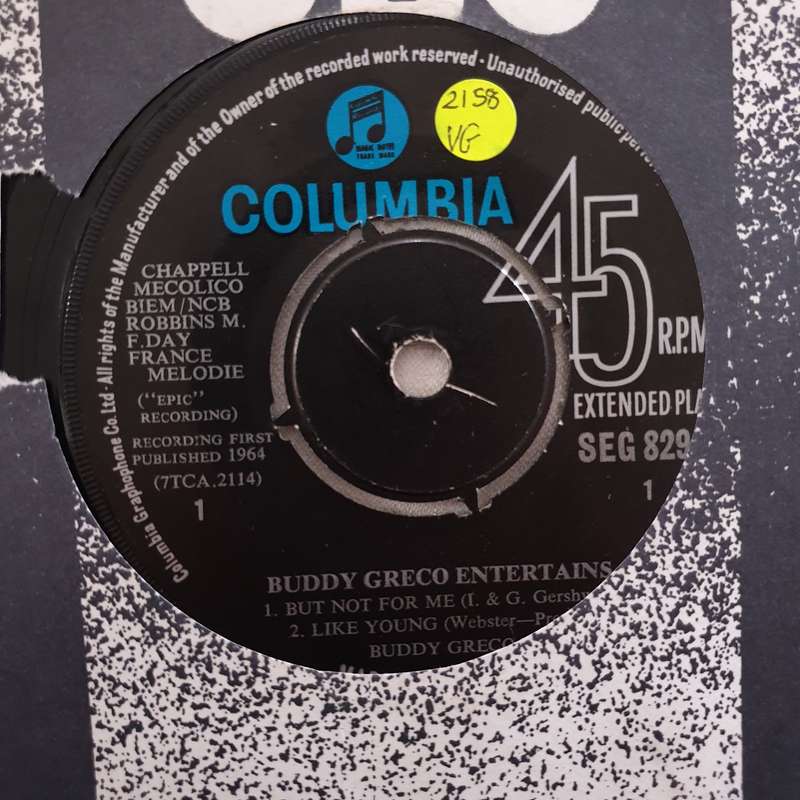 Columbia Graphophone Co. Ltd · All rights of the Manufacturer and of the Owner of the recorded work reserved · Unauthorised public
MAGIC NOTES
TRADE MARK
2158
VG
COLUMBIA
45
R.P.M
EXTENDED PLA
SEG 829
1
CHAPPELL
MECOLICO
BIEM/NCB
ROBBINS M.
F.DAY
FRANCE
MELODIE
("EPIC"
RECORDING)
RECORDING FIRST
PUBLISHED 1964
(7TCA.2114)
1
BUDDY GRECO ENTERTAINS
1. BUT NOT FOR ME (I. & G. Gersh
2. LIKE YOUNG (Webster—Pr
BUDDY GRECO